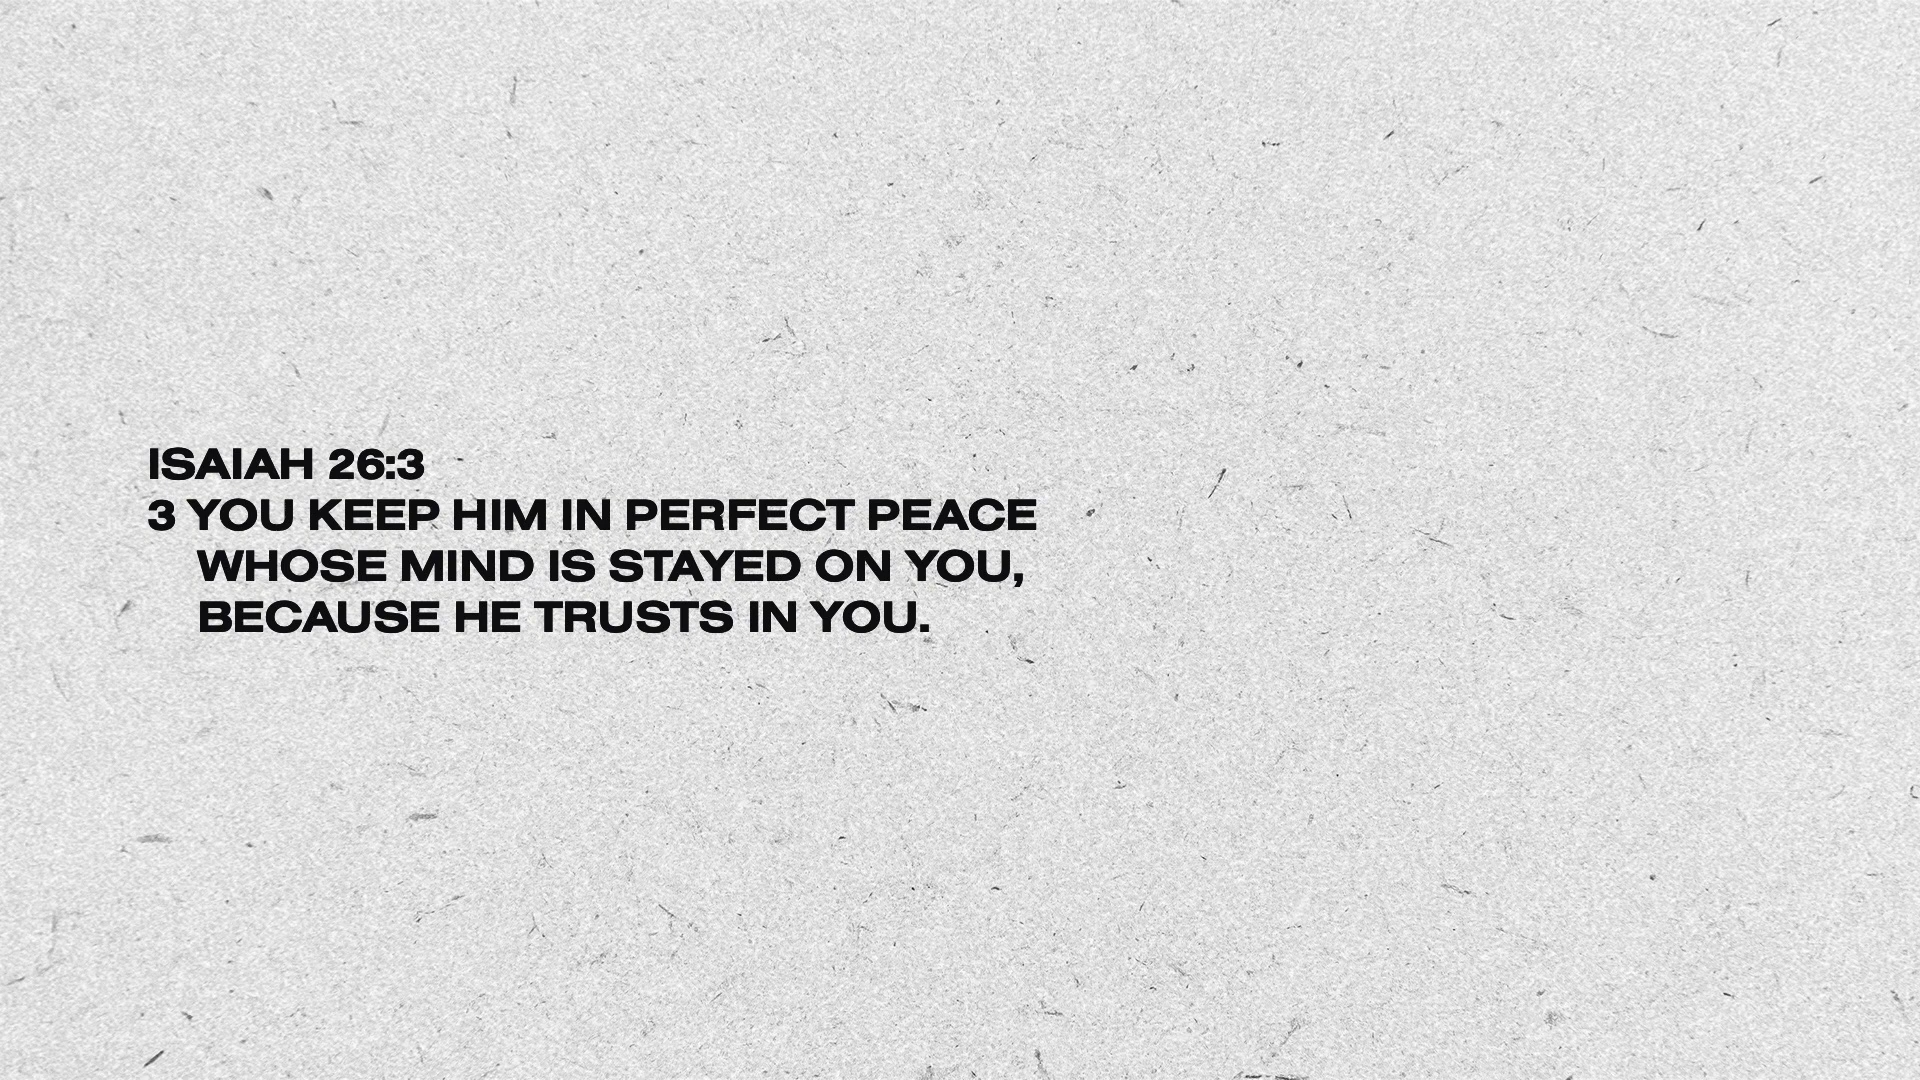 ISAIAH 26:3
3 YOU KEEP HIM IN PERFECT PEACE
WHOSE MIND IS STAYED ON YOU,
BECAUSE HE TRUSTS IN YOU.